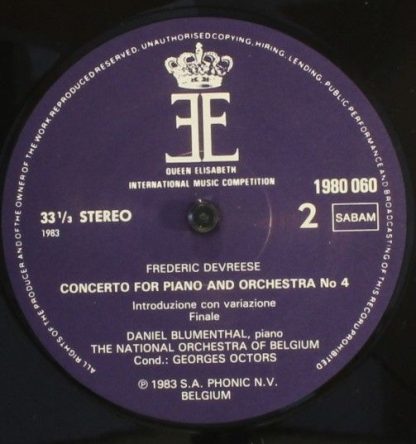 ALL RIGHTS OF THE PRODUCER AND OF THE OWNER OF THE WORK REPRODUCED RESERVED. UNAUTHORISED COPYING, HIRING, LENDING, PUBLIC PERFORMANCE AND BROADCASTING OF THIS RECORD PROHIBITED
QUEEN ELISABETH
INTERNATIONAL MUSIC COMPETITION
33 1/3 STEREO
1983
1980 060
2 SABAM
FREDERIC DEVREESE
CONCERTO FOR PIANO AND ORCHESTRA No 4
Introduzione con variazione
Finale
DANIEL BLUMENTHAL, piano
THE NATIONAL ORCHESTRA OF BELGIUM
Cond.: GEORGES OCTORS
℗ 1983 S.A. PHONIC N.V.
BELGIUM